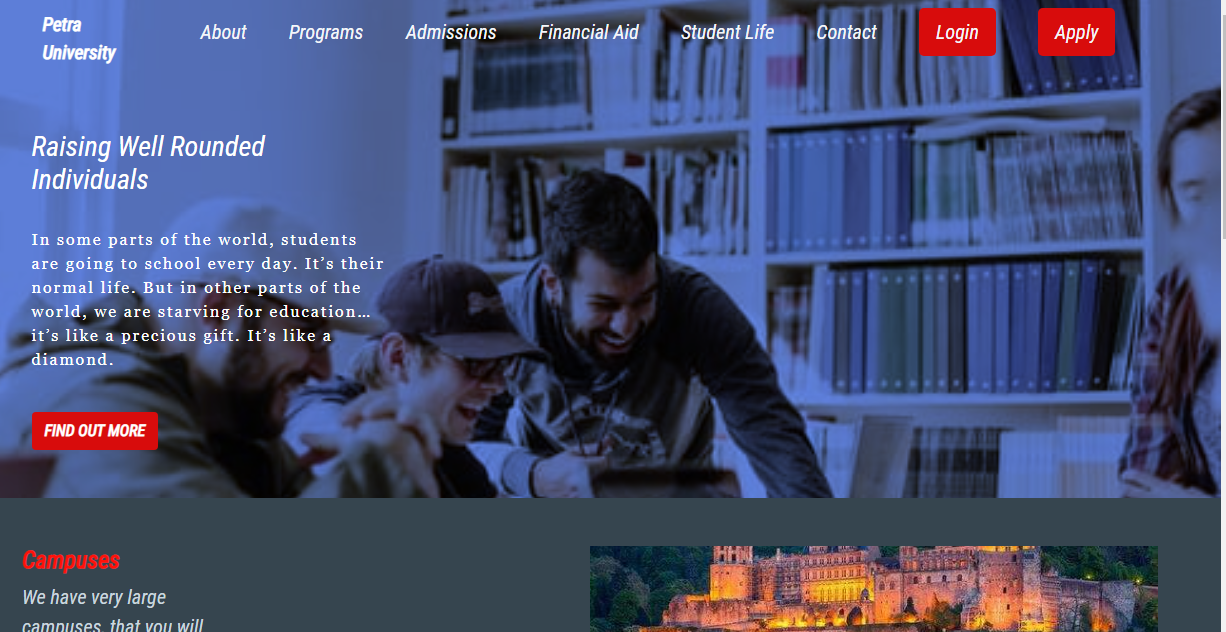 Petra
University
About Programs Admissions Financial Aid Student Life Contact Login Apply
Raising Well Rounded
Individuals
In some parts of the world, students
are going to school every day. It’s their
normal life. But in other parts of the
world, we are starving for education…
it’s like a precious gift. It’s like a
diamond.
FIND OUT MORE
Campuses
We have very large
campuses, that you will